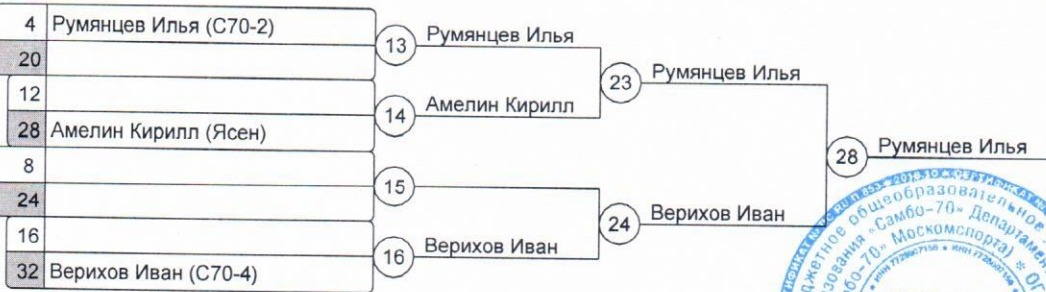 4 Румянцев Илья (С70-2)
20
12
28 Амелин Кирилл (Ясен)
8
24
16
32 Верихов Иван (С70-4)
13 Румянцев Илья
14 Амелин Кирилл
15
16 Верихов Иван
23 Румянцев Илья
24 Верихов Иван
28 Румянцев Илья
общеобразовательное
"Самбо-70" Департамен
Москомспорта)